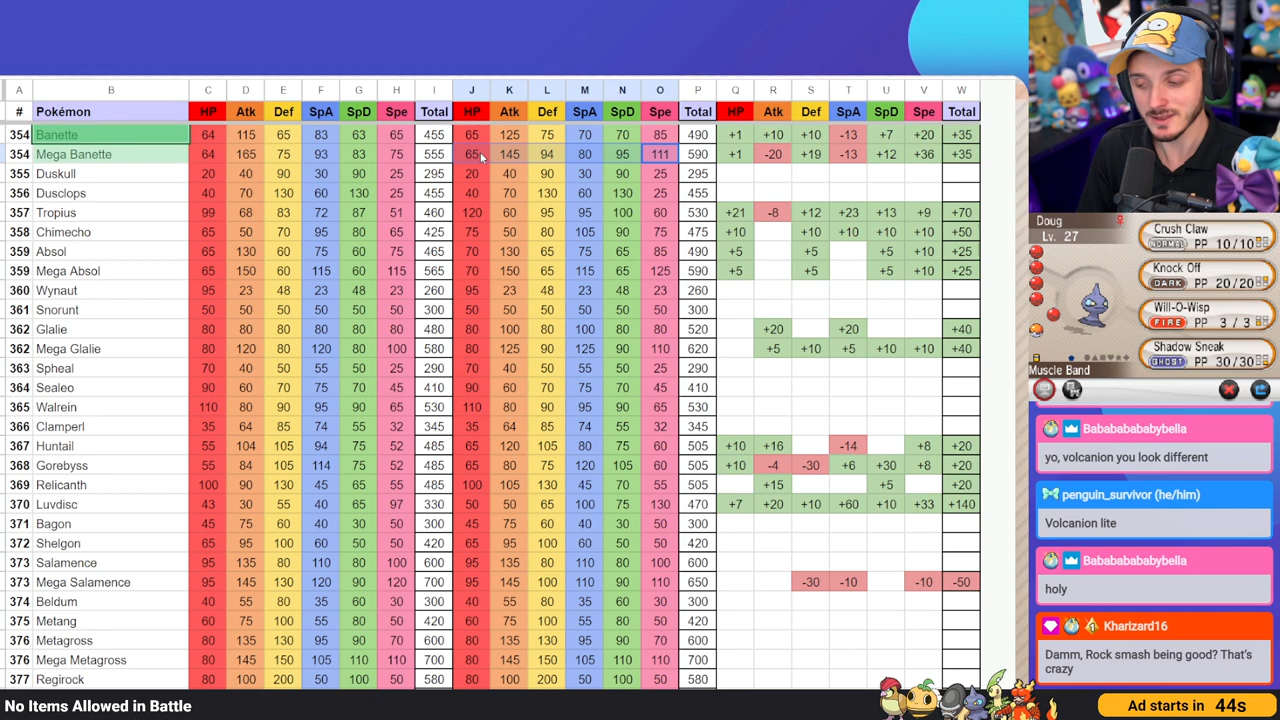 A B C D E F G H I J K L M N O P Q R S T U V W
# Pokémon HP Atk Def SpA SpD Spe Total HP Atk Def SpA SpD Spe Total HP Atk Def SpA SpD Spe Total
354 Banette 64 115 65 83 63 65 455 65 125 75 70 70 85 490 +1 +10 +10 -13 +7 +20 +35
354 Mega Banette 64 165 75 93 83 75 555 65 145 94 80 95 111 590 +1 -20 +19 -13 +12 +36 +35
355 Duskull 20 40 90 30 90 25 295 20 40 90 30 90 25 295
356 Dusclops 40 70 130 60 130 25 455 40 70 130 60 130 25 455
357 Tropius 99 68 83 72 87 51 460 120 60 95 95 100 60 530 +21 -8 +12 +23 +13 +9 +70
358 Chimecho 65 50 70 95 80 65 425 75 50 80 105 90 75 475 +10 +10 +10 +10 +10 +50
359 Absol 65 130 60 75 60 75 465 70 130 65 75 65 85 490 +5 +5 +5 +10 +25
359 Mega Absol 65 150 60 115 60 115 565 70 150 65 115 65 125 590 +5 +5 +5 +10 +25
360 Wynaut 95 23 48 23 48 23 260 95 23 48 23 48 23 260
361 Snorunt 50 50 50 50 50 50 300 50 50 50 50 50 50 300
362 Glalie 80 80 80 80 80 80 480 80 100 80 100 80 80 520 +20 +20 +40
362 Mega Glalie 80 120 80 120 80 100 580 80 125 90 125 90 110 620 +5 +10 +5 +10 +10 +40
363 Spheal 70 40 50 55 50 25 290 70 40 50 55 50 25 290
364 Sealeo 90 60 70 75 70 45 410 90 60 70 75 70 45 410
365 Walrein 110 80 90 95 90 65 530 110 80 90 95 90 65 530
366 Clamperl 35 64 85 74 55 32 345 35 64 85 74 55 32 345
367 Huntail 55 104 105 94 75 52 485 65 120 105 80 75 60 505 +10 +16 -14 +8 +20
368 Gorebyss 55 84 105 114 75 52 485 65 80 75 120 105 60 505 +10 -4 -30 +6 +30 +8 +20
369 Relicanth 100 90 130 45 65 55 485 100 105 130 45 70 55 505 +15 +5 +20
370 Luvdisc 43 30 55 40 65 97 330 50 50 65 100 75 130 470 +7 +20 +10 +60 +10 +33 +140
371 Bagon 45 75 60 40 30 50 300 45 75 60 40 30 50 300
372 Shelgon 65 95 100 60 50 50 420 65 95 100 60 50 50 420
373 Salamence 95 135 80 110 80 100 600 95 135 80 110 80 100 600
373 Mega Salamence 95 145 130 120 90 120 700 95 145 100 110 90 110 650 -30 -10 -10 -50
374 Beldum 40 55 80 35 60 30 300 40 55 80 35 60 30 300
375 Metang 60 75 100 55 80 50 420 60 75 100 55 80 50 420
376 Metagross 80 135 130 95 90 70 600 80 135 130 95 90 70 600
376 Mega Metagross 80 145 150 105 110 110 700 80 145 150 105 110 110 700
377 Regirock 80 100 200 50 100 50 580 80 100 200 50 100 50 580
Doug
Lv. 27
Crush Claw
NORMAL PP 10/10
Knock Off
DARK PP 20/20
Will-O-Wisp
FIRE PP 3/3
Shadow Sneak
GHOST PP 30/30
Muscle Band
Babababababybella
yo, volcanion you look different
penguin_survivor (he/him)
Volcanion lite
Babababababybella
holy
Kharizard16
Damm, Rock smash being good? That's
crazy
No Items Allowed in Battle
Ad starts in 44s